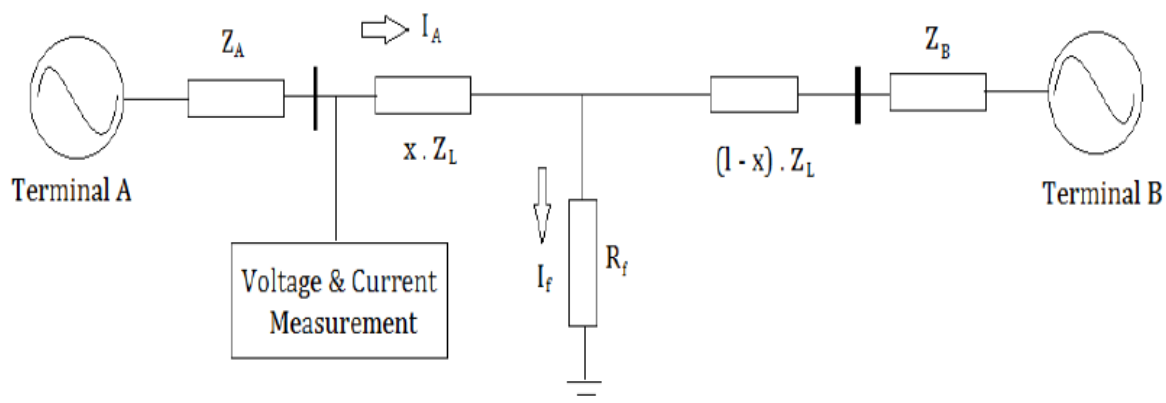 I_A
Z_A
Z_B
x . Z_L
(l - x) . Z_L
Terminal A
Terminal B
Voltage & Current
Measurement
I_f
R_f